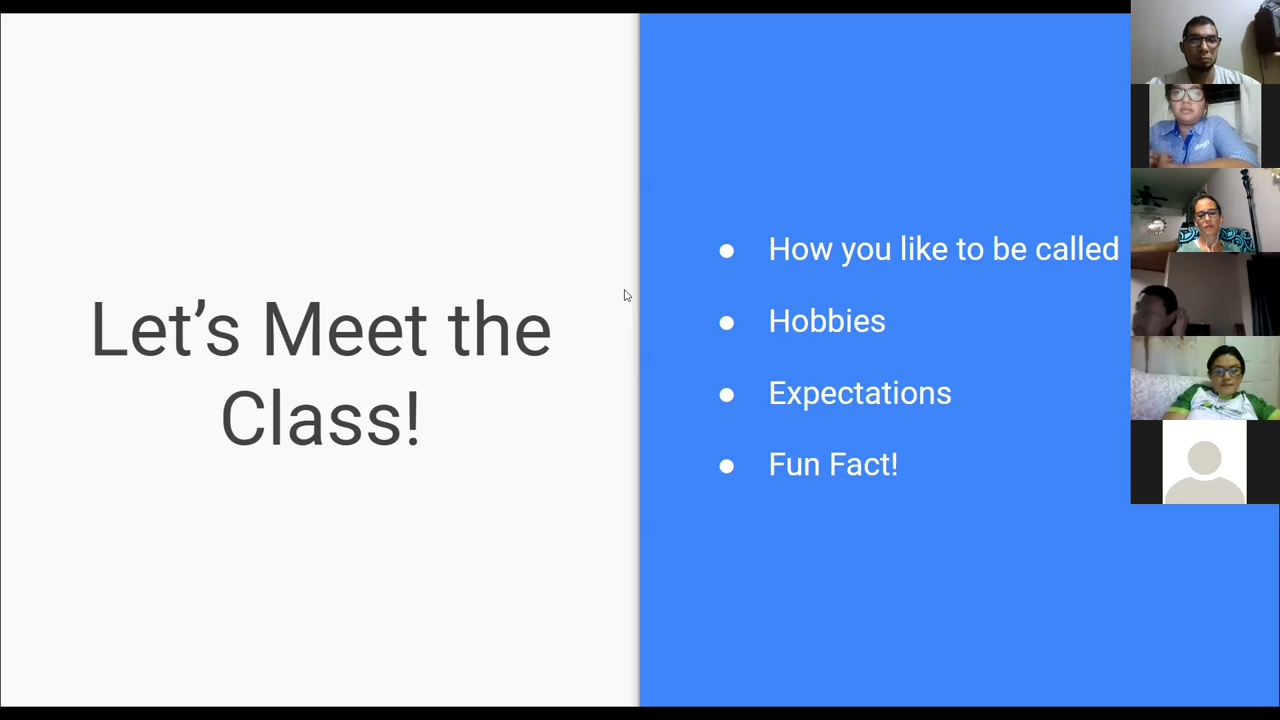 Let’s Meet the
Class!
How you like to be called
Hobbies
Expectations
Fun Fact!